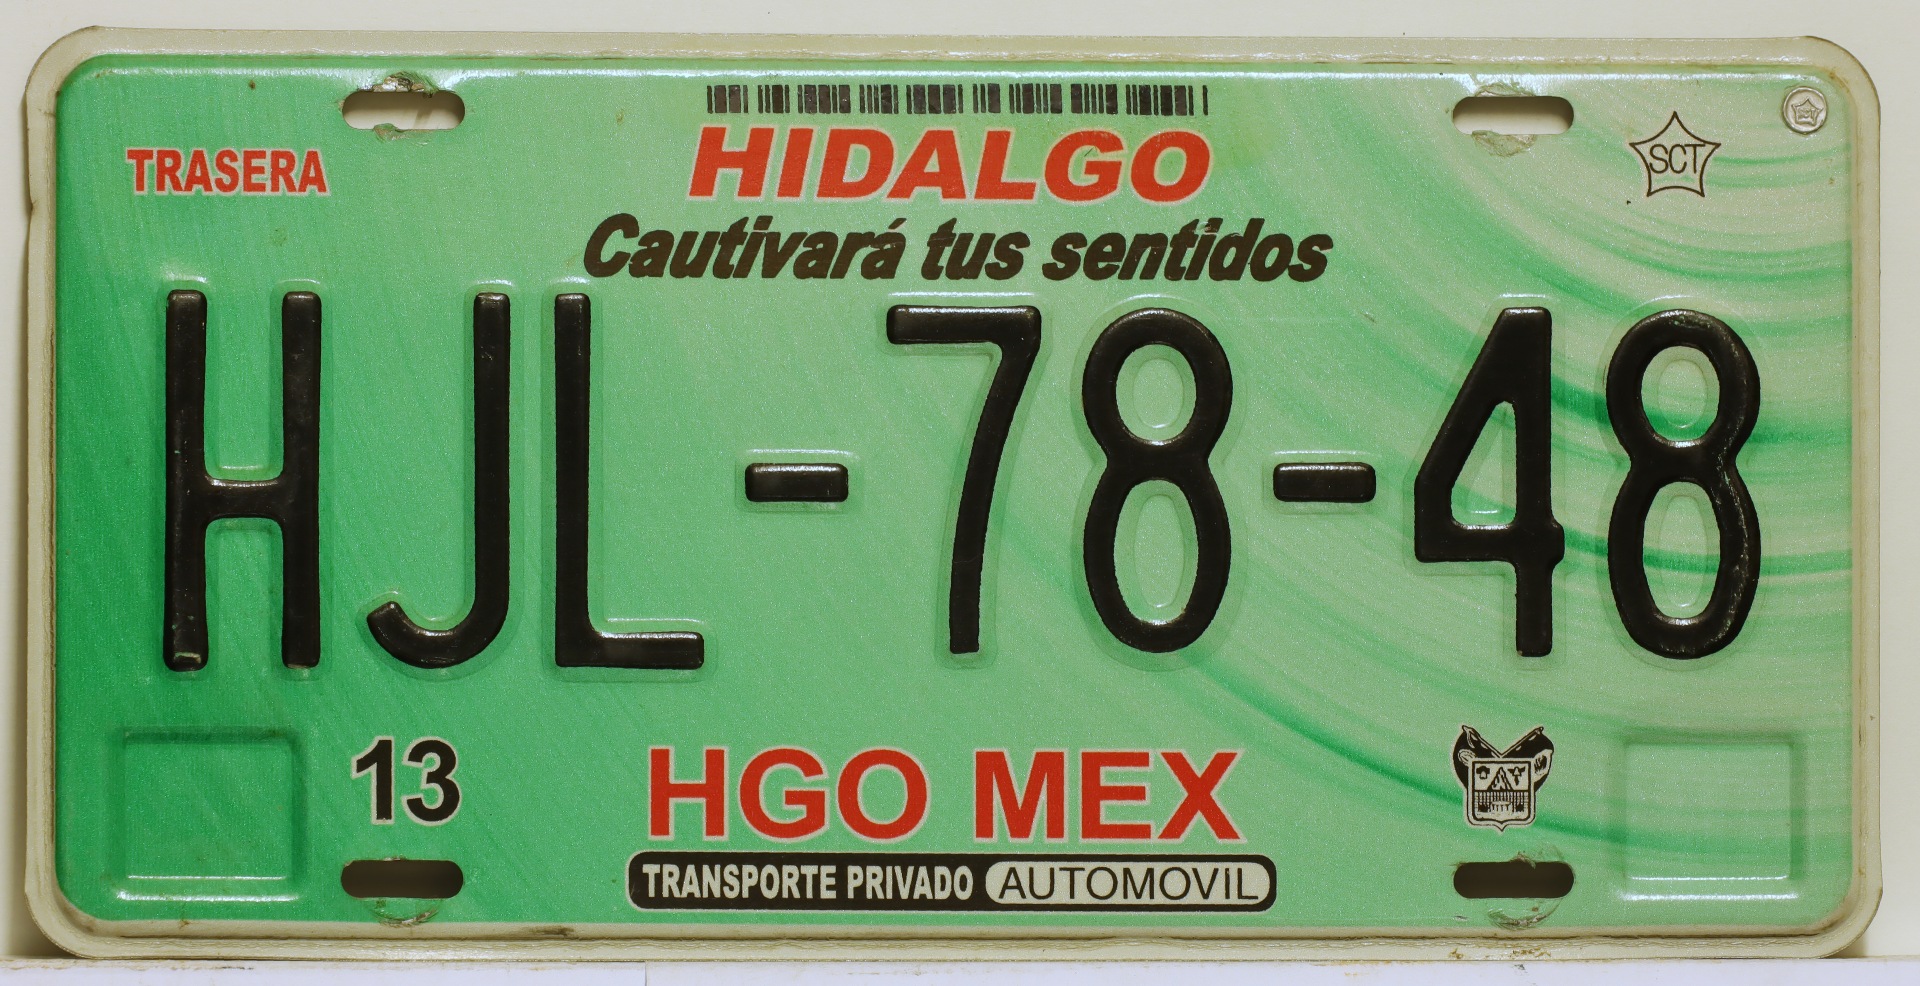 HIDALGO
TRASERA
SCT
Cautivará tus sentidos
HJL-78-48
13
HGO MEX
TRANSPORTE PRIVADO AUTOMOVIL